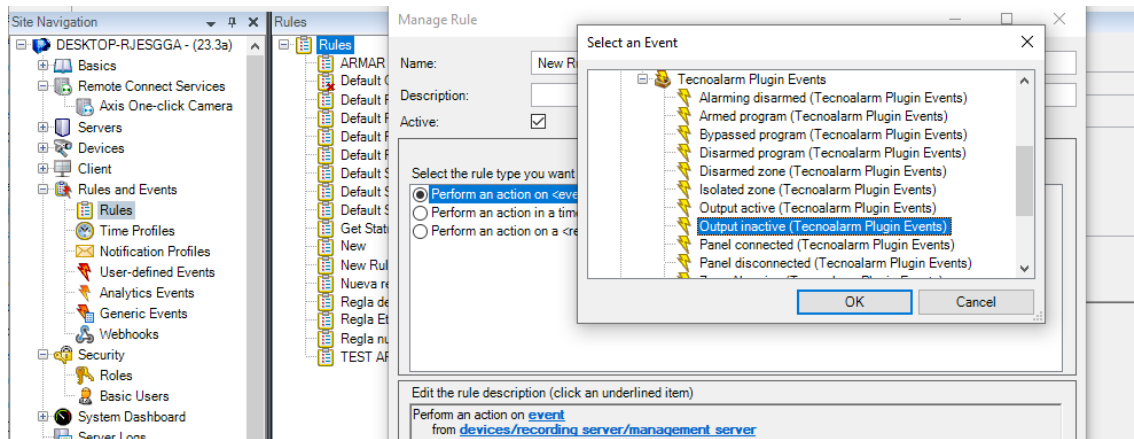 Site Navigation
DESKTOP-RJESGGA - (23.3a)
Basics
Remote Connect Services
Axis One-click Camera
Servers
Devices
Client
Rules and Events
Rules
Time Profiles
Notification Profiles
User-defined Events
Analytics Events
Generic Events
Webhooks
Security
Roles
Basic Users
System Dashboard
Server Logs
Rules
Rules
ARMAR
Default
Default
Default
Default
Default
Default
Default
Default
Get
New
New
Nueva
Regla
Regla
Regla
TEST
Manage Rule
Name:
New
Description:
Active:
Select the rule type you want
Perform an action on
Perform an action in a
Perform an action on a
Edit the rule description (click an underlined item)
Perform an action on event
from devices/recording server/management server
Select an Event
Tecnoalarm Plugin Events
Alarming disarmed (Tecnoalarm Plugin Events)
Armed program (Tecnoalarm Plugin Events)
Bypassed program (Tecnoalarm Plugin Events)
Disarmed program (Tecnoalarm Plugin Events)
Disarmed zone (Tecnoalarm Plugin Events)
Isolated zone (Tecnoalarm Plugin Events)
Output active (Tecnoalarm Plugin Events)
Output inactive (Tecnoalarm Plugin Events)
Panel connected (Tecnoalarm Plugin Events)
Panel disconnected (Tecnoalarm Plugin Events)
OK
Cancel